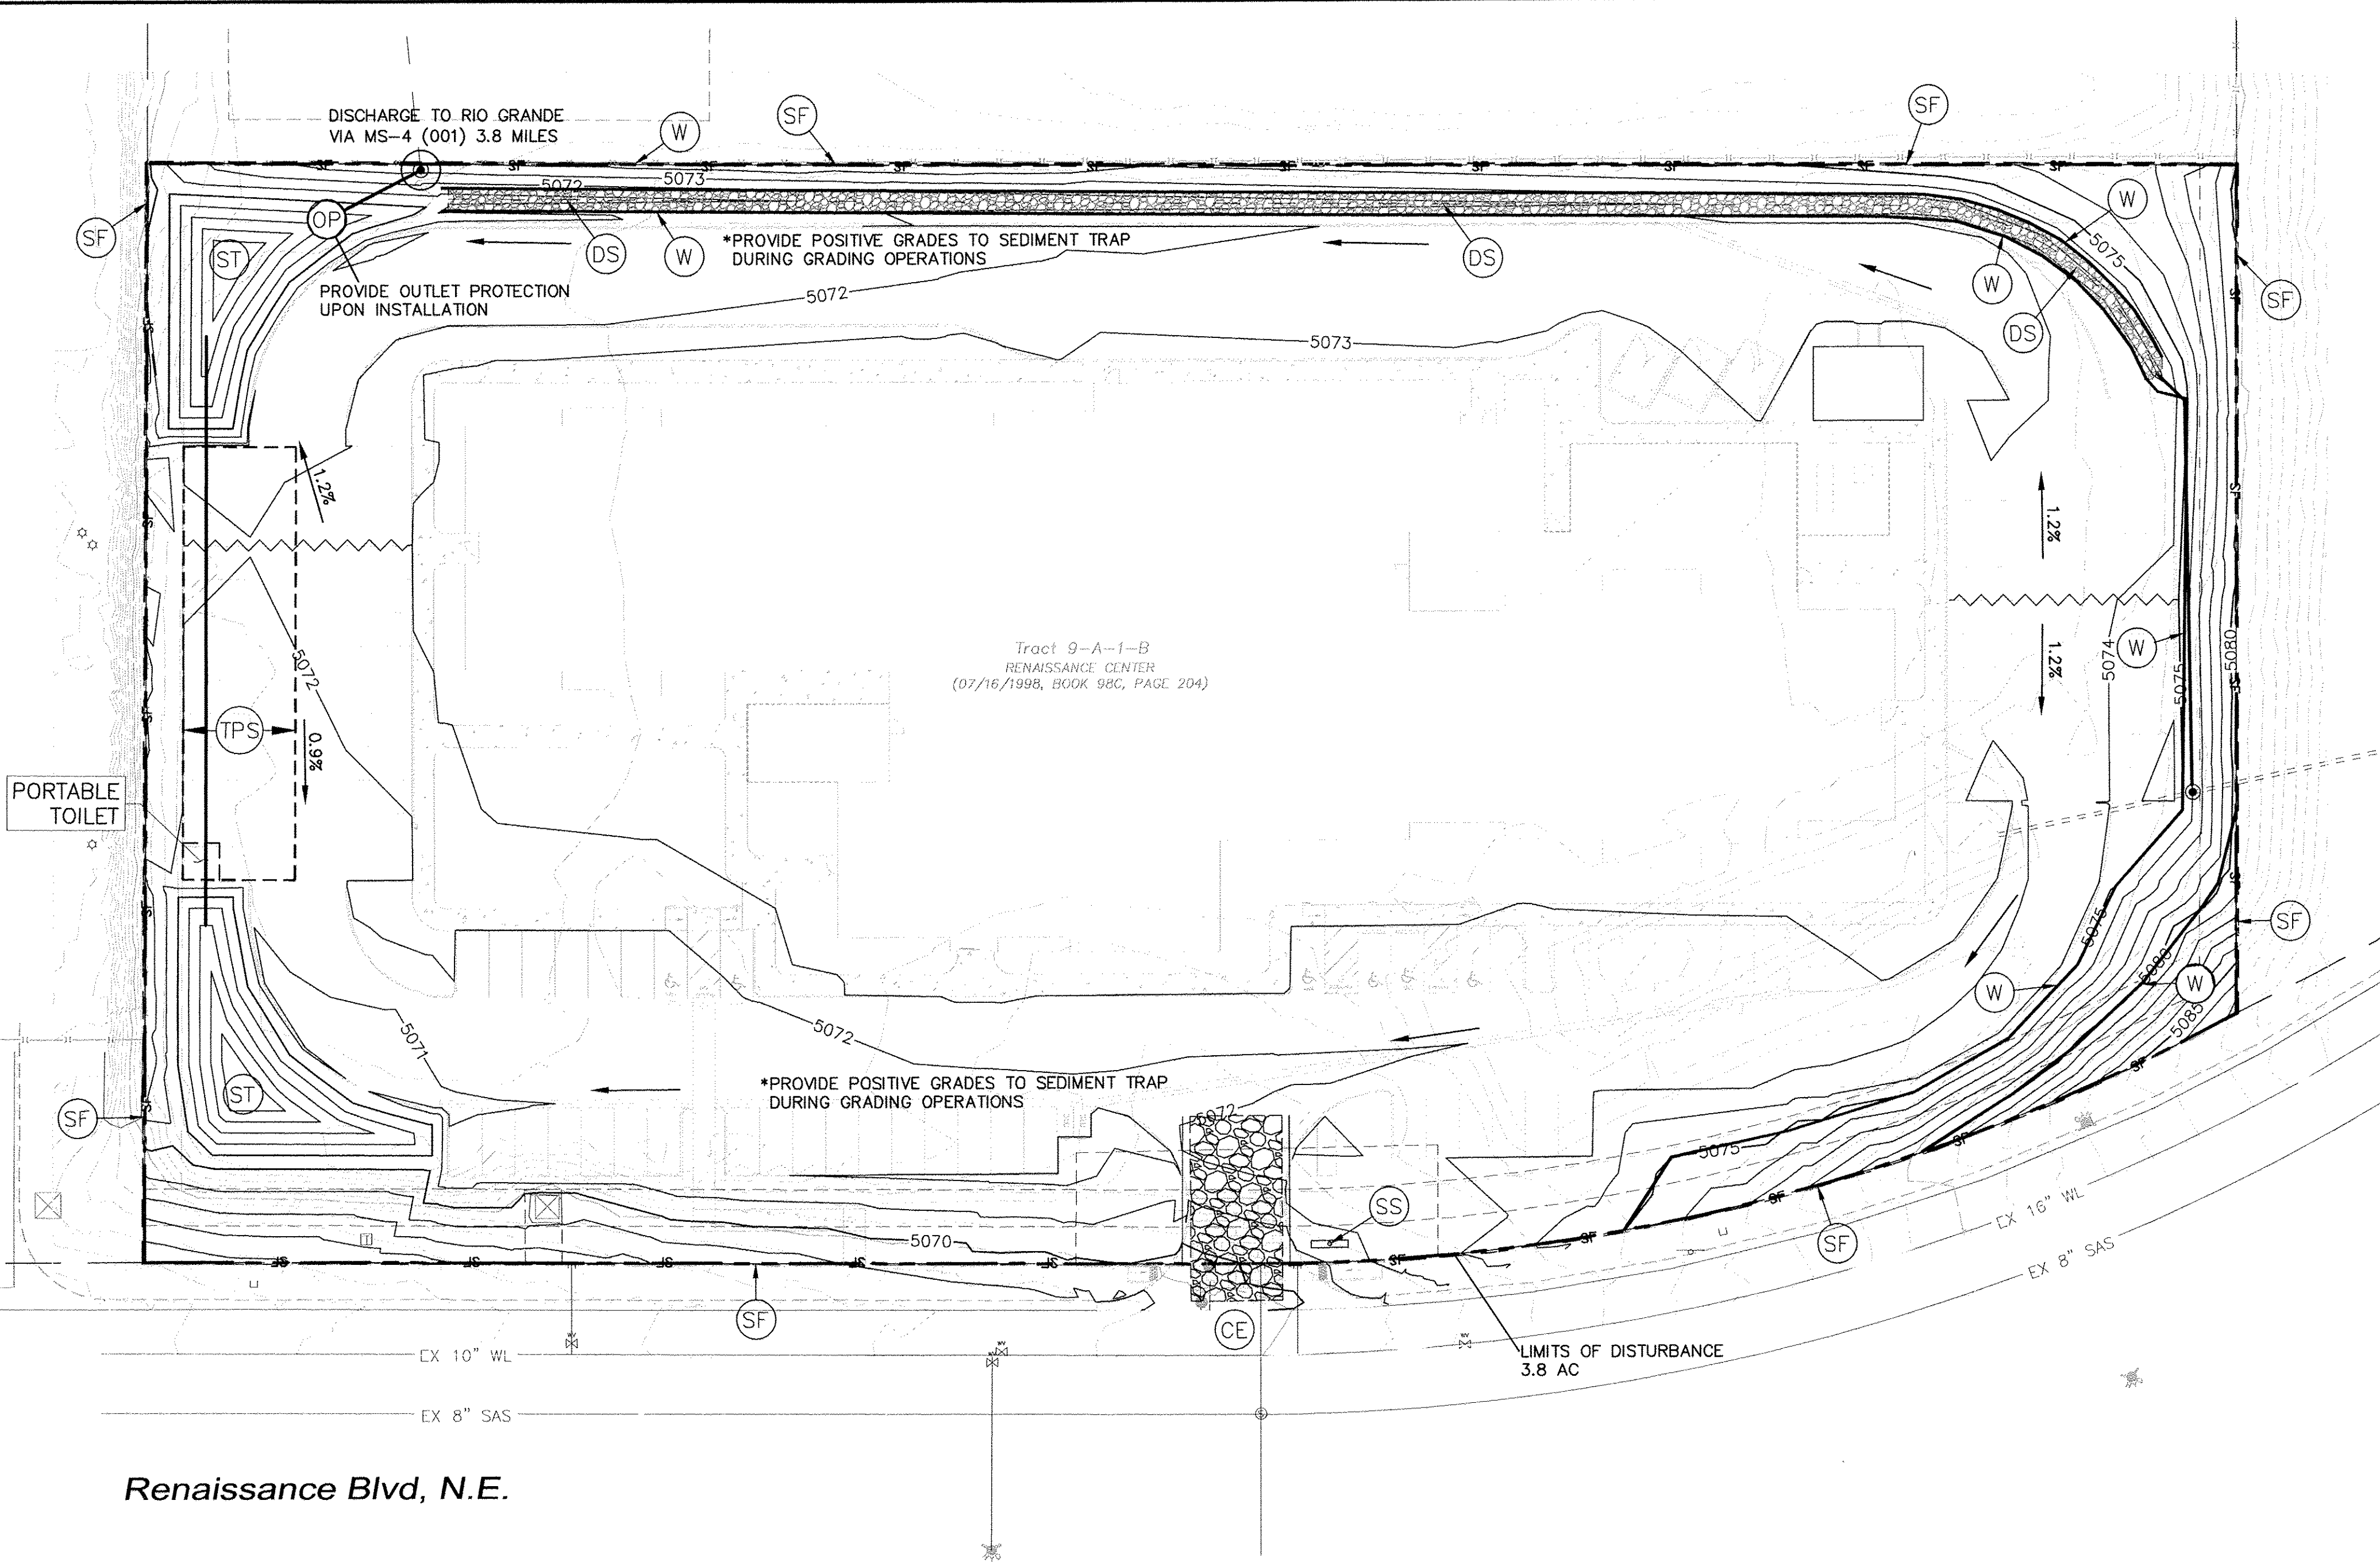 DISCHARGE TO RIO GRANDE
VIA MS-4 (001) 3.8 MILES
W
SF
SF
SF
OP
ST
5072
5073
DS
W
*PROVIDE POSITIVE GRADES TO SEDIMENT TRAP
DURING GRADING OPERATIONS
DS
W
5075
W
DS
SF
PROVIDE OUTLET PROTECTION
UPON INSTALLATION
5072
5073
1.2%
1.2%
1.2%
5072
TPS
0.9%
PORTABLE
TOILET
Tract 9-A-1-B
RENAISSANCE CENTER
(07/16/1998, BOOK 98C, PAGE 204)
5074
W
5075
5080
SF
5075
5080
W
W
5085
5071
5072
*PROVIDE POSITIVE GRADES TO SEDIMENT TRAP
DURING GRADING OPERATIONS
ST
SF
5072
5075
SS
5070
SF
SF
CE
EX 16" WL
EX 8" SAS
LIMITS OF DISTURBANCE
3.8 AC
EX 10" WL
EX 8" SAS
Renaissance Blvd, N.E.